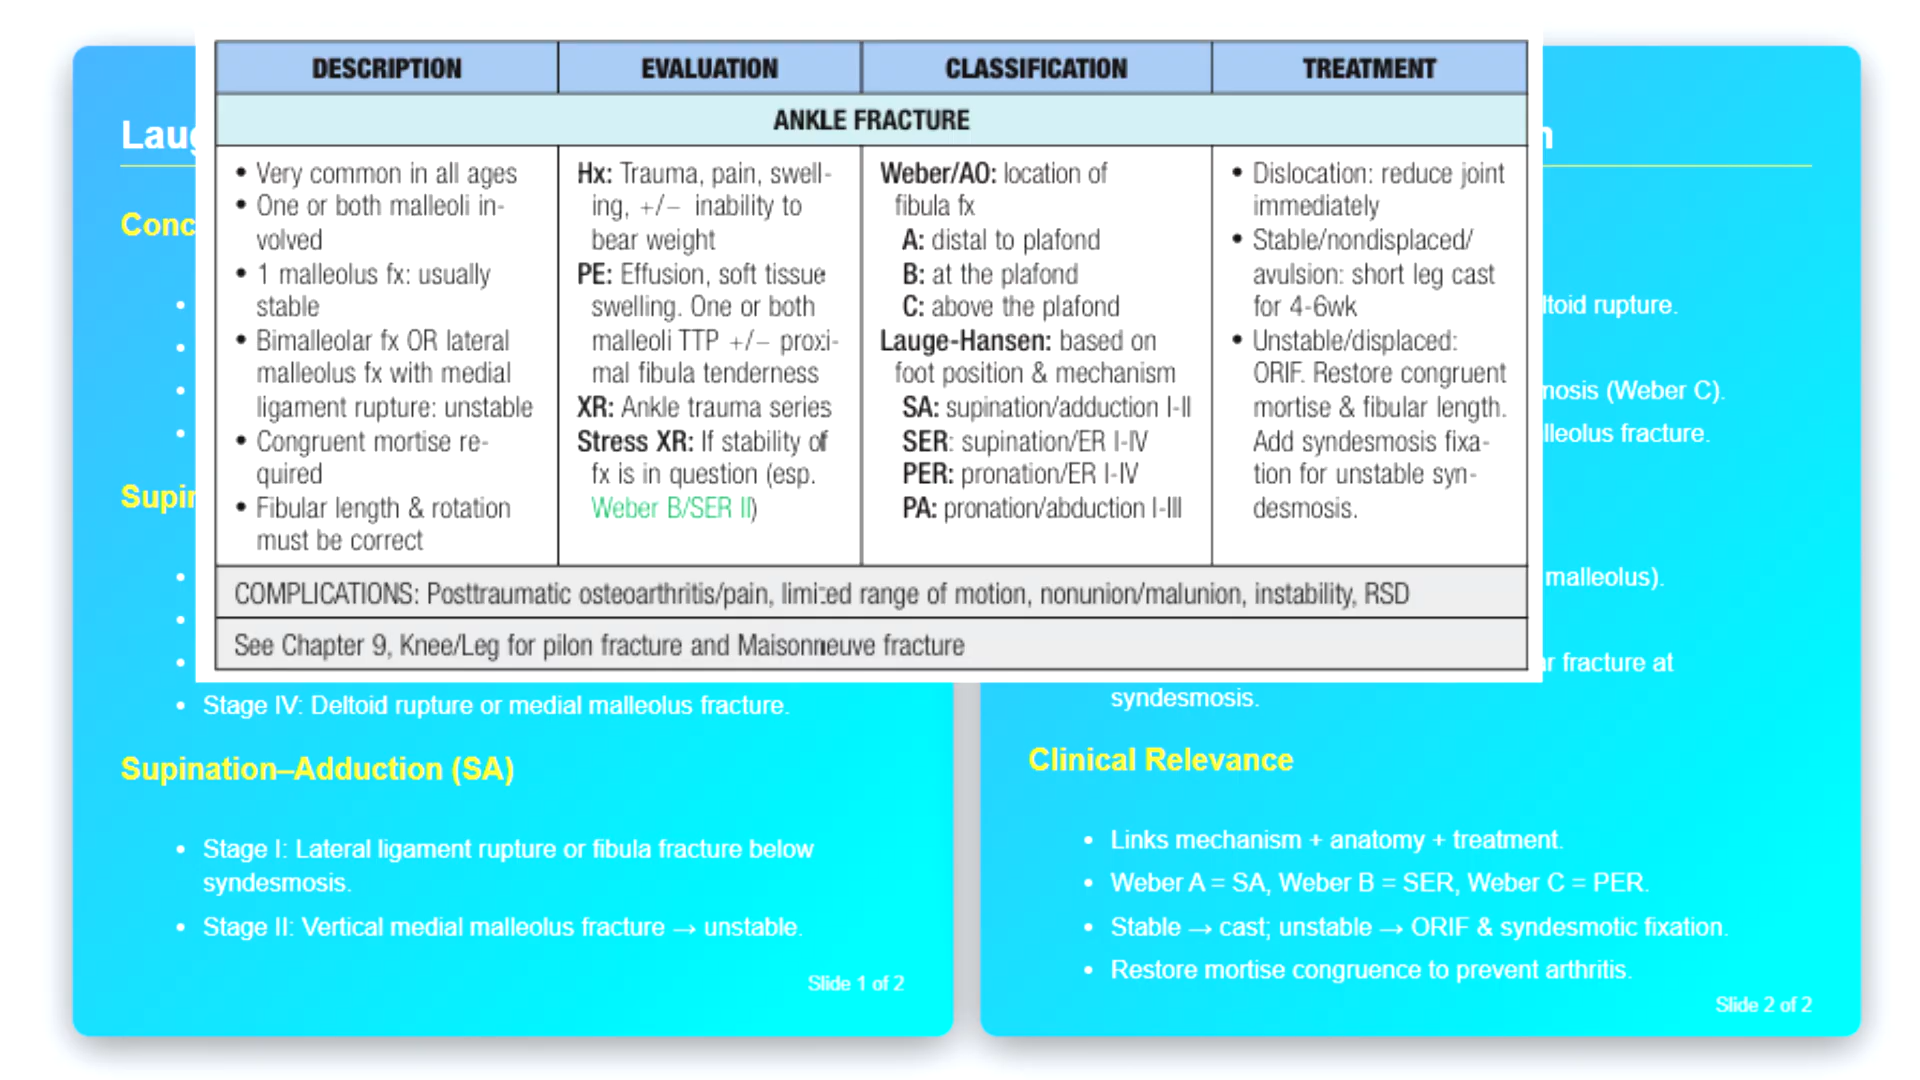 DESCRIPTION
EVALUATION
CLASSIFICATION
TREATMENT
ANKLE FRACTURE
• Very common in all ages
• One or both malleoli in-
volved
• 1 malleolus fx: usually
stable
• Bimalleolar fx OR lateral
malleolus fx with medial
ligament rupture: unstable
• Congruent mortise re-
quired
• Fibular length & rotation
must be correct
Hx: Trauma, pain, swell-
ing, +/− inability to
bear weight
PE: Effusion, soft tissue
swelling. One or both
malleoli TTP +/− proxi-
mal fibula tenderness
XR: Ankle trauma series
Stress XR: If stability of
fx is in question (esp.
Weber B/SER II)
Weber/AO: location of
fibula fx
A: distal to plafond
B: at the plafond
C: above the plafond
Lauge-Hansen: based on
foot position & mechanism
SA: supination/adduction I-II
SER: supination/ER I-IV
PER: pronation/ER I-IV
PA: pronation/abduction I-III
• Dislocation: reduce joint
immediately
• Stable/nondisplaced/
avulsion: short leg cast
for 4-6wk
• Unstable/displaced:
ORIF. Restore congruent
mortise & fibular length.
Add syndesmosis fixa-
tion for unstable syn-
desmosis.
COMPLICATIONS: Posttraumatic osteoarthritis/pain, limited range of motion, nonunion/malunion, instability, RSD
See Chapter 9, Knee/Leg for pilon fracture and Maisonneuve fracture
• Stage IV: Deltoid rupture or medial malleolus fracture.
Supination–Adduction (SA)
• Stage I: Lateral ligament rupture or fibula fracture below
syndesmosis.
• Stage II: Vertical medial malleolus fracture → unstable.
Slide 1 of 2
rupture.
(Weber C).
fracture.
malleolus).
fracture at
syndesmosis.
Clinical Relevance
• Links mechanism + anatomy + treatment.
• Weber A = SA, Weber B = SER, Weber C = PER.
• Stable → cast; unstable → ORIF & syndesmotic fixation.
• Restore mortise congruence to prevent arthritis.
Slide 2 of 2